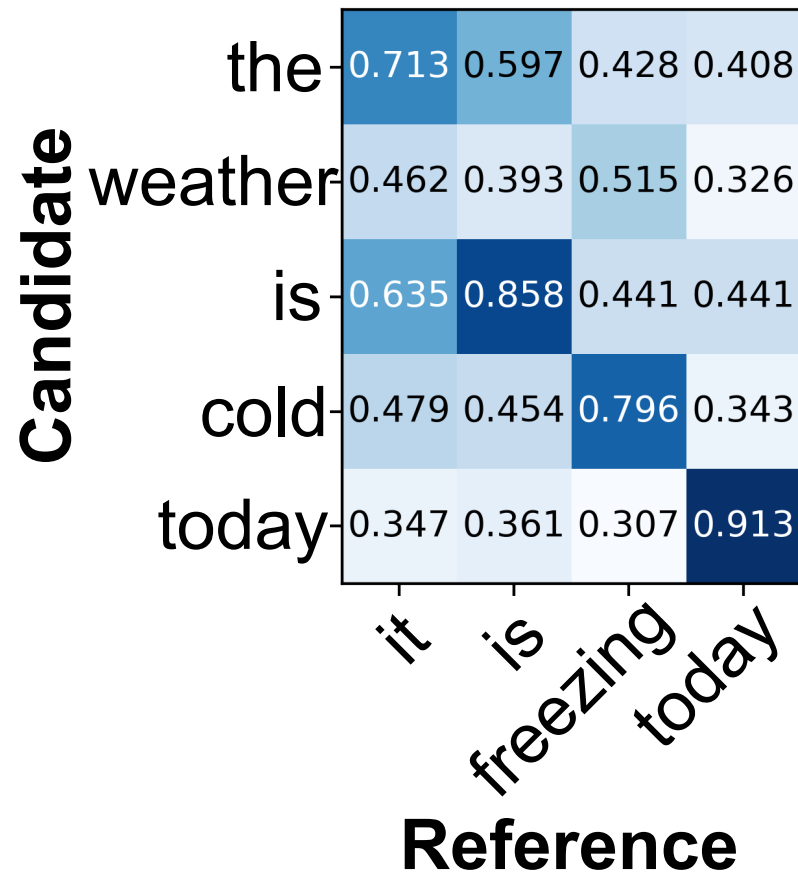 Candidate
the 0.713 0.597 0.428 0.408
weather 0.462 0.393 0.515 0.326
is 0.635 0.858 0.441 0.441
cold 0.479 0.454 0.796 0.343
today 0.347 0.361 0.307 0.913
it is freezing today
Reference